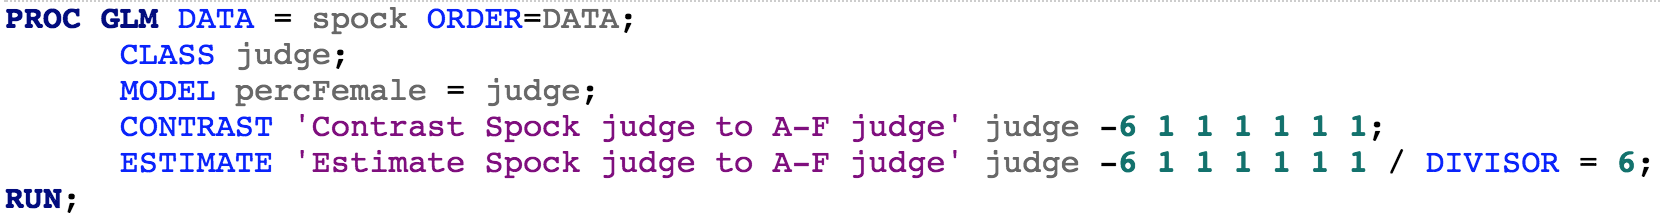 PROC GLM DATA = spock ORDER=DATA;
CLASS judge;
MODEL percFemale = judge;
CONTRAST 'Contrast Spock judge to A-F judge' judge -6 1 1 1 1 1 1;
ESTIMATE 'Estimate Spock judge to A-F judge' judge -6 1 1 1 1 1 1 / DIVISOR = 6;
RUN;